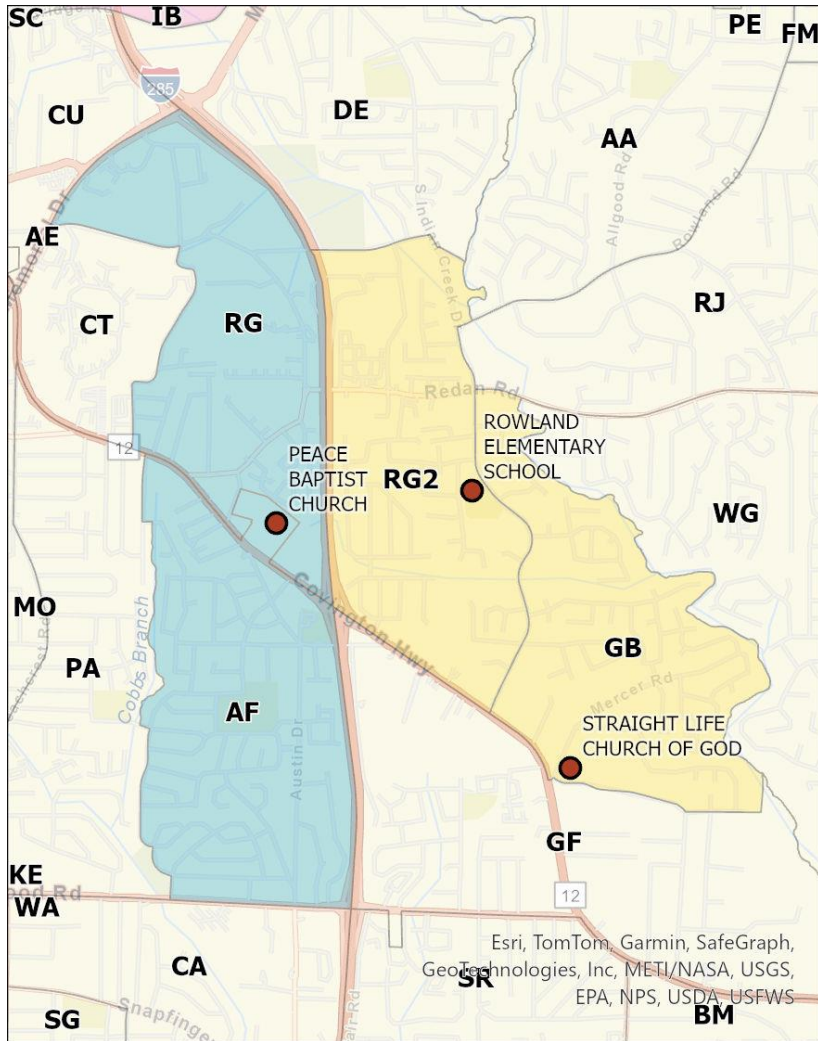 SC
IB
PE
FM
285
CU
DE
AA
Allgood Rd
Rowland Rd
S Indian Creek D
AE
CT
RG
RJ
Redan Rd
12
PEACE
BAPTIST
CHURCH
RG2
ROWLAND
ELEMENTARY
SCHOOL
WG
MO
PA
Cobbs Branch
Covington Hwy
GB
Mercer Rd
AF
Austin Dr
STRAIGHT LIFE
CHURCH OF GOD
GF
KE
WA
12
CA
SR
SG
Snapfinger
BM
Esri, TomTom, Garmin, SafeGraph,
GeoTechnologies, Inc, METI/NASA, USGS,
EPA, NPS, USDA, USFWS